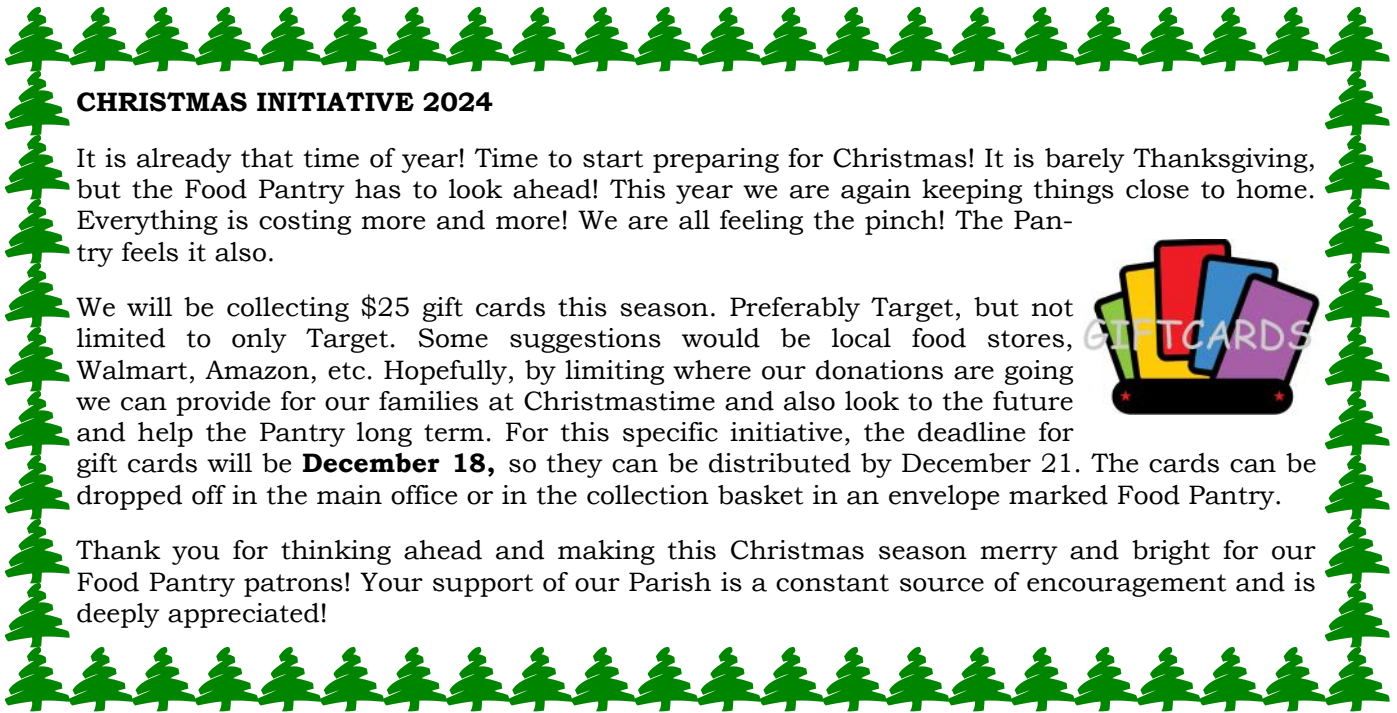 CHRISTMAS INITIATIVE 2024
It is already that time of year! Time to start preparing for Christmas! It is barely Thanksgiving,
but the Food Pantry has to look ahead! This year we are again keeping things close to home.
Everything is costing more and more! We are all feeling the pinch! The Pan-
try feels it also.
We will be collecting $25 gift cards this season. Preferably Target, but not
limited to only Target. Some suggestions would be local food stores,
Walmart, Amazon, etc. Hopefully, by limiting where our donations are going
we can provide for our families at Christmastime and also look to the future
and help the Pantry long term. For this specific initiative, the deadline for
gift cards will be December 18, so they can be distributed by December 21. The cards can be
dropped off in the main office or in the collection basket in an envelope marked Food Pantry.
GIFTCARDS
Thank you for thinking ahead and making this Christmas season merry and bright for our
Food Pantry patrons! Your support of our Parish is a constant source of encouragement and is
deeply appreciated!